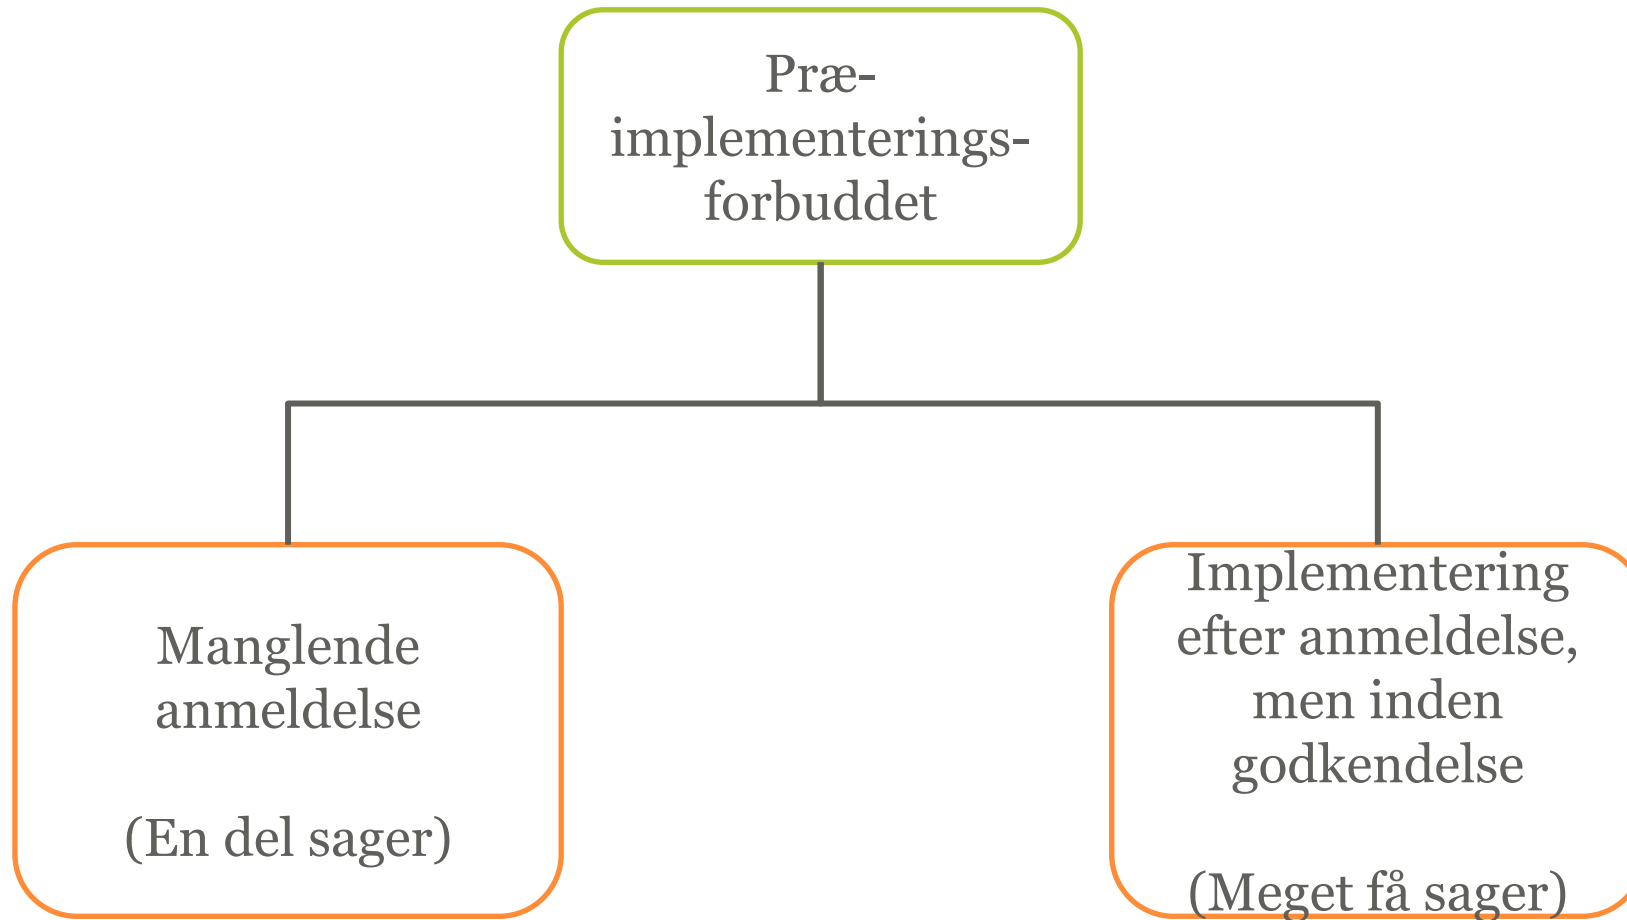 Præ-
implementerings-
forbuddet
Manglende
anmeldelse
(En del sager)
Implementering
efter anmeldelse,
men inden
godkendelse
(Meget få sager)